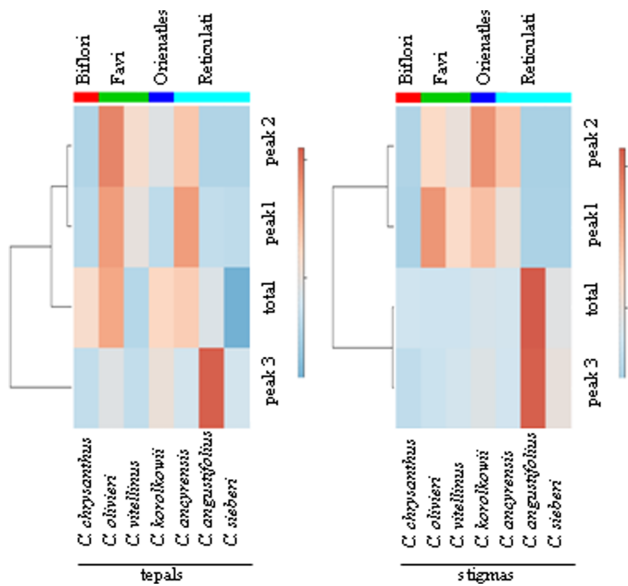 Biflori
Favi
Orienatles
Reticulati
peak 2
peak1
total
peak 3
C. chrysanthus
C. olivieri
C. vitellinus
C. korolkowii
C. ancyrensis
C. angustifolius
C. sieberi
tepals
Biflori
Favi
Orienatles
Reticulati
peak 2
peak1
total
peak 3
C. chrysanthus
C. olivieri
C. vitellinus
C. korolkowii
C. ancyrensis
C. angustifolius
C. sieberi
stigmas